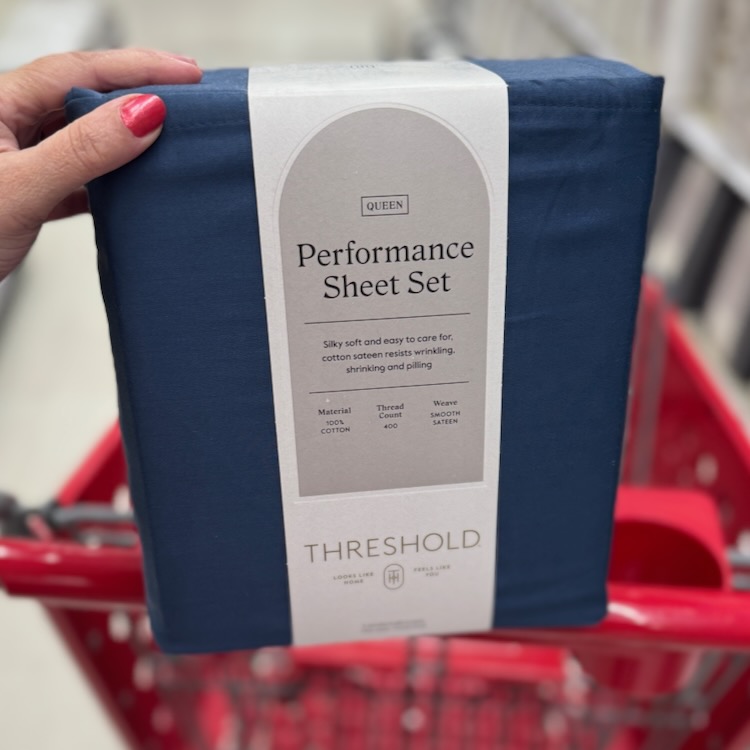 QUEEN
Performance
Sheet Set
Silky soft and easy to care for,
cotton sateen resists wrinkling,
shrinking and pilling
Material Thread Count Weave
100% COTTON 400 SMOOTH SATEEN
THRESHOLD
LOOKS LIKE HOME FEELS LIKE YOU